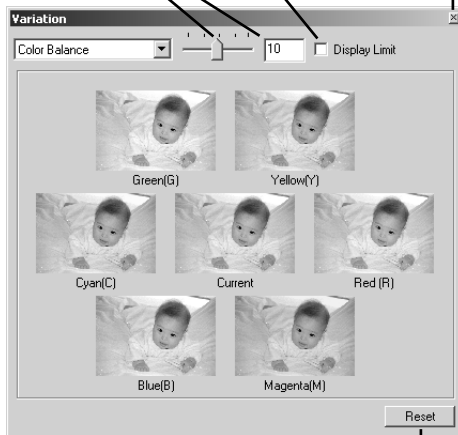 Variation
Color Balance 10 Display Limit
Green(G) Yellow(Y)
Cyan(C) Current Red (R)
Blue(B) Magenta(M)
Reset